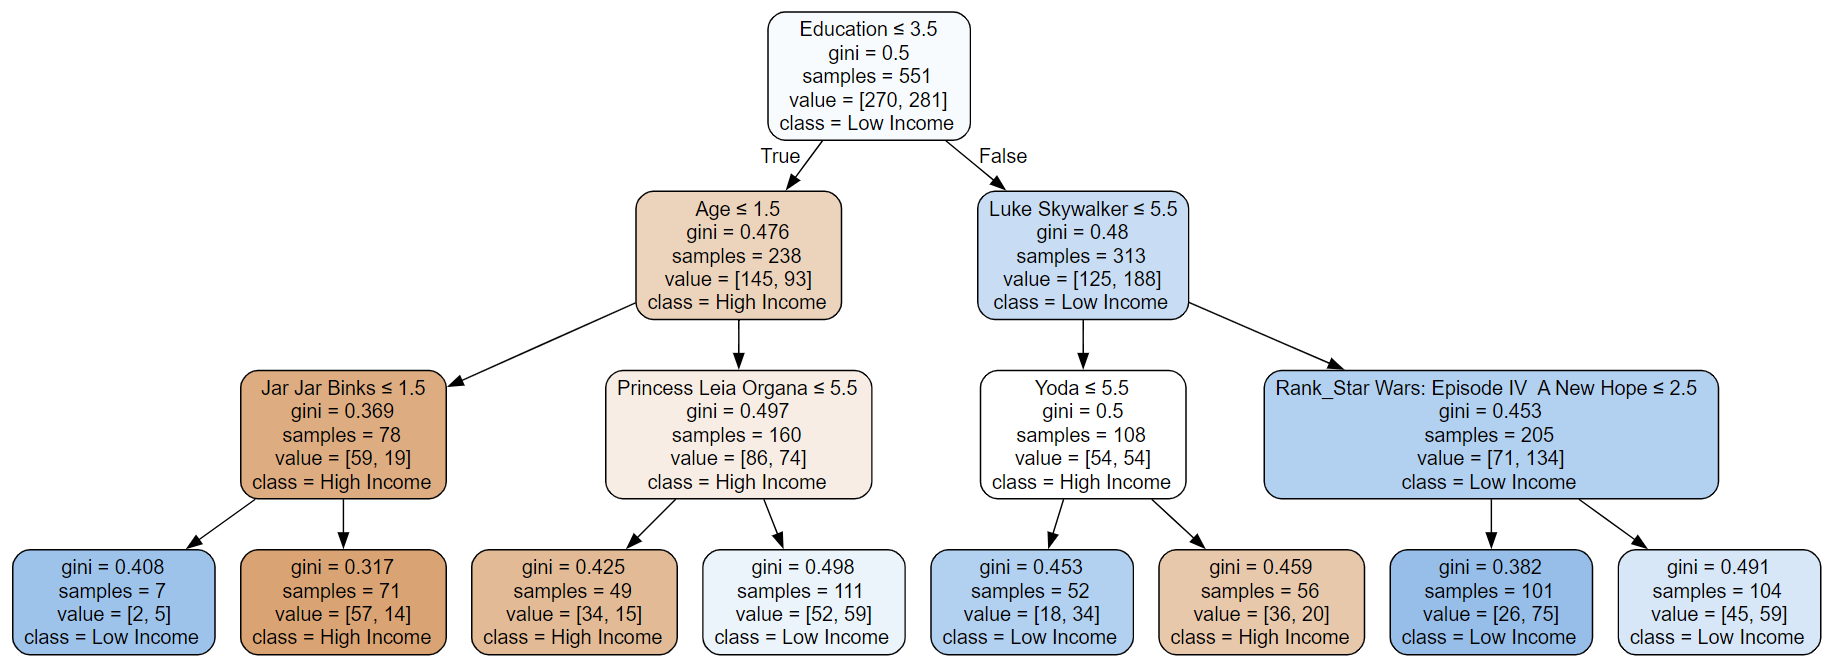 Education ≤ 3.5
gini = 0.5
samples = 551
value = [270, 281]
class = Low Income
True
False
Age ≤ 1.5
gini = 0.476
samples = 238
value = [145, 93]
class = High Income
Luke Skywalker ≤ 5.5
gini = 0.48
samples = 313
value = [125, 188]
class = Low Income
Jar Jar Binks ≤ 1.5
gini = 0.369
samples = 78
value = [59, 19]
class = High Income
Princess Leia Organa ≤ 5.5
gini = 0.497
samples = 160
value = [86, 74]
class = High Income
Yoda ≤ 5.5
gini = 0.5
samples = 108
value = [54, 54]
class = High Income
Rank_Star Wars: Episode IV  A New Hope ≤ 2.5
gini = 0.453
samples = 205
value = [71, 134]
class = Low Income
gini = 0.408
samples = 7
value = [2, 5]
class = Low Income
gini = 0.317
samples = 71
value = [57, 14]
class = High Income
gini = 0.425
samples = 49
value = [34, 15]
class = High Income
gini = 0.498
samples = 111
value = [52, 59]
class = Low Income
gini = 0.453
samples = 52
value = [18, 34]
class = Low Income
gini = 0.459
samples = 56
value = [36, 20]
class = High Income
gini = 0.382
samples = 101
value = [26, 75]
class = Low Income
gini = 0.491
samples = 104
value = [45, 59]
class = Low Income